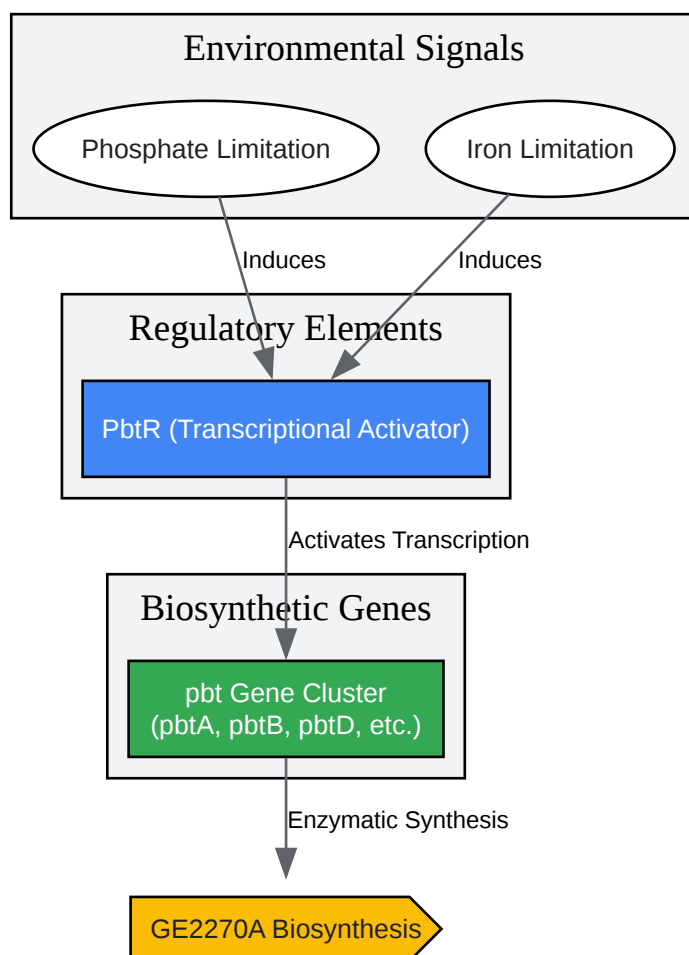 Environmental Signals
Phosphate Limitation
Iron Limitation
Induces
Induces
Regulatory Elements
PbtR (Transcriptional Activator)
Activates Transcription
Biosynthetic Genes
pbt Gene Cluster
(pbtA, pbtB, pbtD, etc.)
Enzymatic Synthesis
GE2270A Biosynthesis